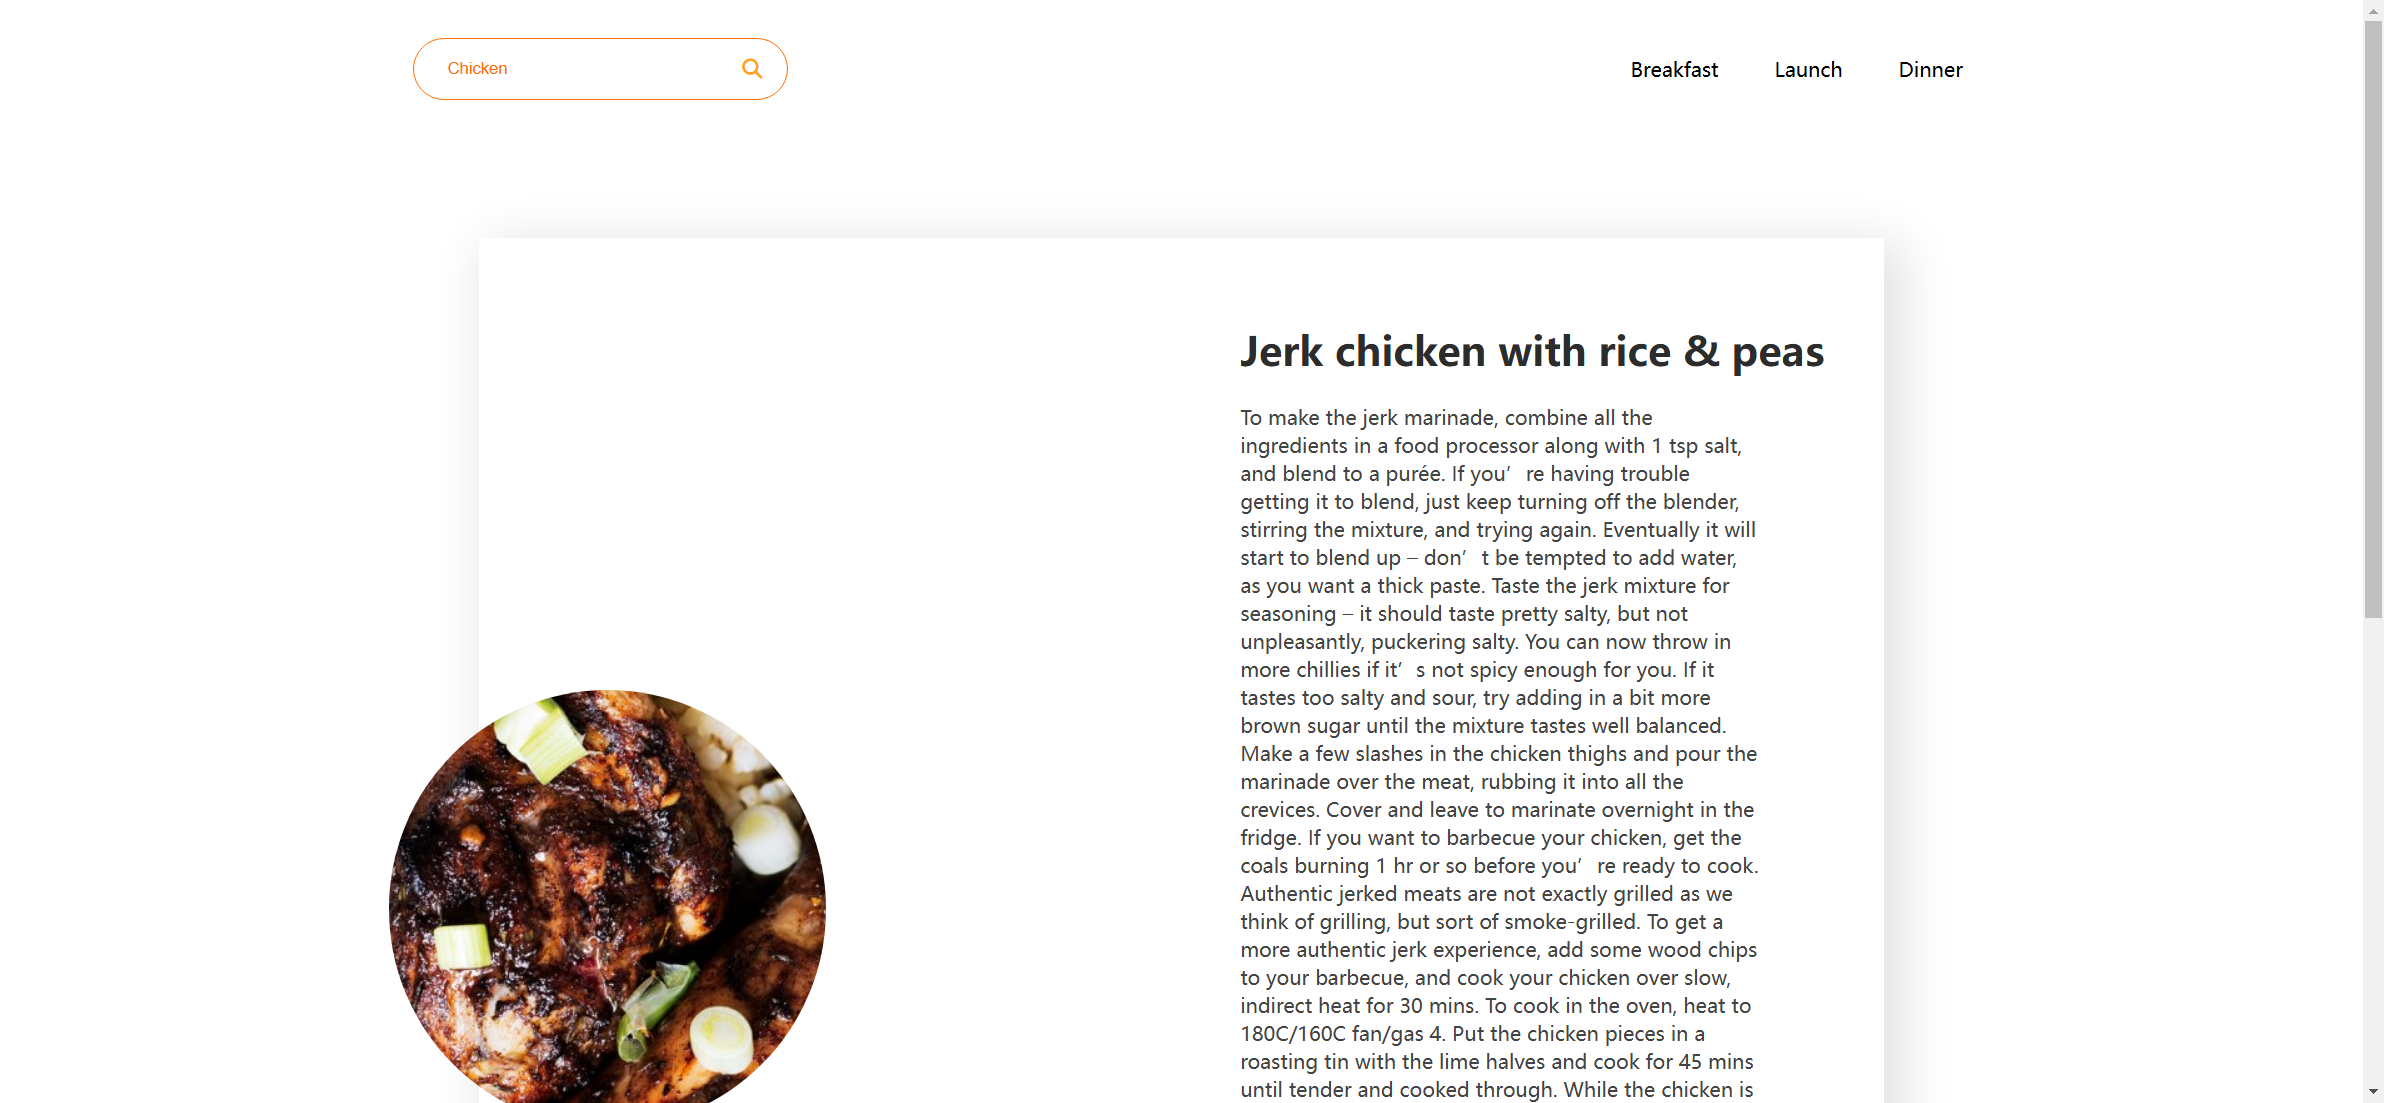 Chicken
Breakfast
Launch
Dinner
Jerk chicken with rice & peas
To make the jerk marinade, combine all the
ingredients in a food processor along with 1 tsp salt,
and blend to a purée. If you’re having trouble
getting it to blend, just keep turning off the blender,
stirring the mixture, and trying again. Eventually it will
start to blend up – don’t be tempted to add water,
as you want a thick paste. Taste the jerk mixture for
seasoning – it should taste pretty salty, but not
unpleasantly, puckering salty. You can now throw in
more chillies if it’s not spicy enough for you. If it
tastes too salty and sour, try adding in a bit more
brown sugar until the mixture tastes well balanced.
Make a few slashes in the chicken thighs and pour the
marinade over the meat, rubbing it into all the
crevices. Cover and leave to marinate overnight in the
fridge. If you want to barbecue your chicken, get the
coals burning 1 hr or so before you’re ready to cook.
Authentic jerked meats are not exactly grilled as we
think of grilling, but sort of smoke-grilled. To get a
more authentic jerk experience, add some wood chips
to your barbecue, and cook your chicken over slow,
indirect heat for 30 mins. To cook in the oven, heat to
180C/160C fan/gas 4. Put the chicken pieces in a
roasting tin with the lime halves and cook for 45 mins
until tender and cooked through. While the chicken is